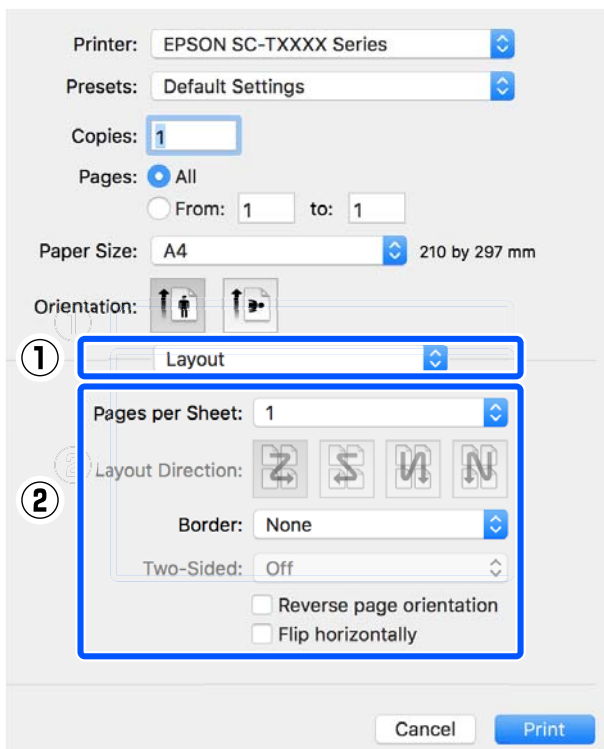 Printer: EPSON SC-TXXXX Series
Presets: Default Settings
Copies: 1
Pages: All
From: 1 to: 1
Paper Size: A4 210 by 297 mm
Orientation:
① Layout
②
Pages per Sheet: 1
Layout Direction:
Border: None
Two-Sided: Off
Reverse page orientation
Flip horizontally
Cancel Print